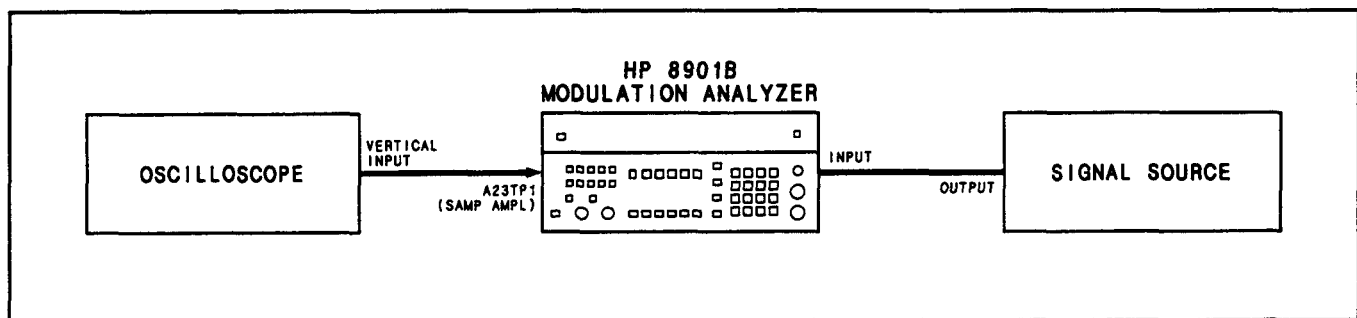 HP 8901B
MODULATION ANALYZER
OSCILLOSCOPE
VERTICAL
INPUT
A23TP1
(SAMP AMPL)
INPUT
OUTPUT
SIGNAL SOURCE